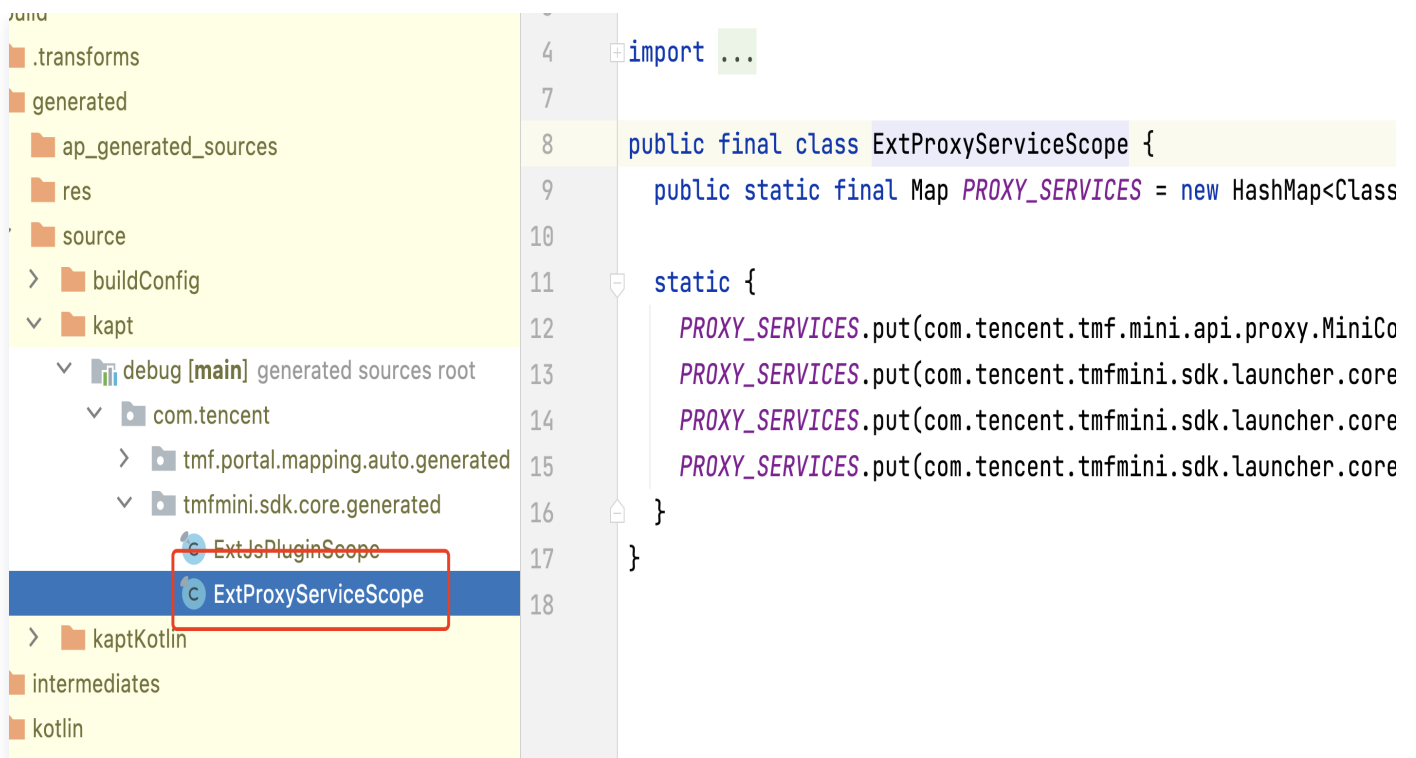 build
.transforms
generated
ap_generated_sources
res
source
buildConfig
kapt
debug [main] generated sources root
com.tencent
tmf.portal.mapping.auto.generated
tmfmini.sdk.core.generated
ExtJsPluginScope
ExtProxyServiceScope
kaptKotlin
intermediates
kotlin
4 import ...
7
8 public final class ExtProxyServiceScope {
9 public static final Map PROXY_SERVICES = new HashMap<Class
10
11 static {
12 PROXY_SERVICES.put(com.tencent.tmf.mini.api.proxy.MiniCo
13 PROXY_SERVICES.put(com.tencent.tmfmini.sdk.launcher.core
14 PROXY_SERVICES.put(com.tencent.tmfmini.sdk.launcher.core
15 PROXY_SERVICES.put(com.tencent.tmfmini.sdk.launcher.core
16 }
17 }
18